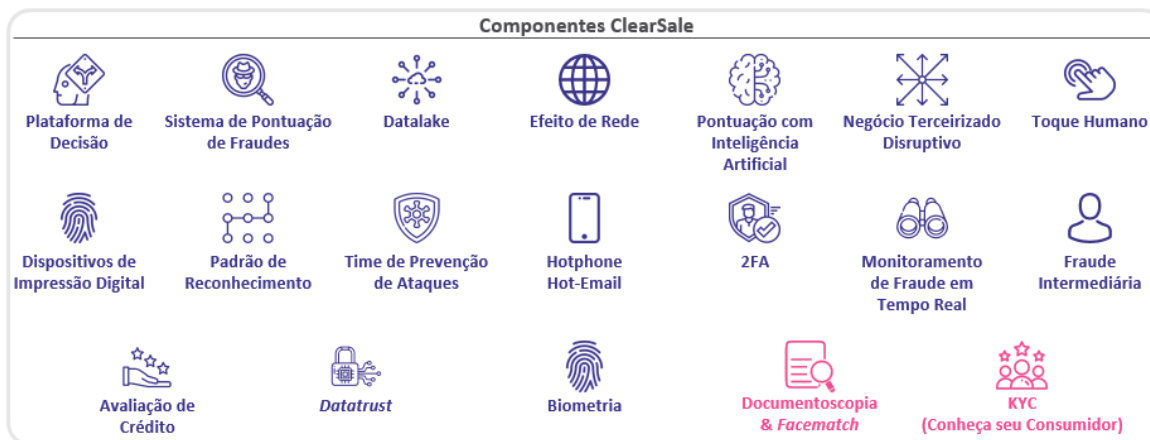 Componentes ClearSale
Plataforma de
Decisão
Sistema de Pontuação
de Fraudes
Datalake
Efeito de Rede
Pontuação com
Inteligência
Artificial
Negócio Terceirizado
Disruptivo
Toque Humano
Dispositivos de
Impressão Digital
Padrão de
Reconhecimento
Time de Prevenção
de Ataques
Hotphone
Hot-Email
2FA
Monitoramento
de Fraude em
Tempo Real
Fraude
Intermediária
Avaliação de
Crédito
Datatrust
Biometria
Documentoscopia
& Facematch
KYC
(Conheça seu Consumidor)